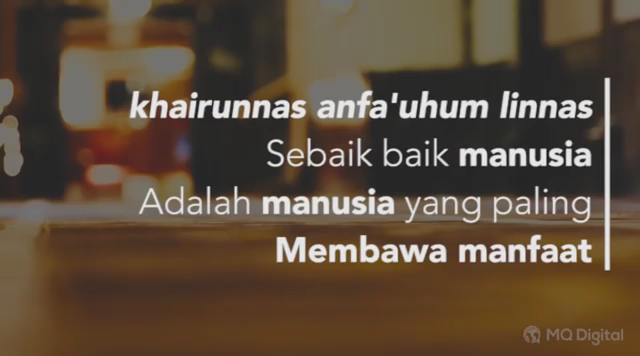 khairunnas anfa'uhum linnas
Sebaik baik manusia
Adalah manusia yang paling
Membawa manfaat
MQ Digital